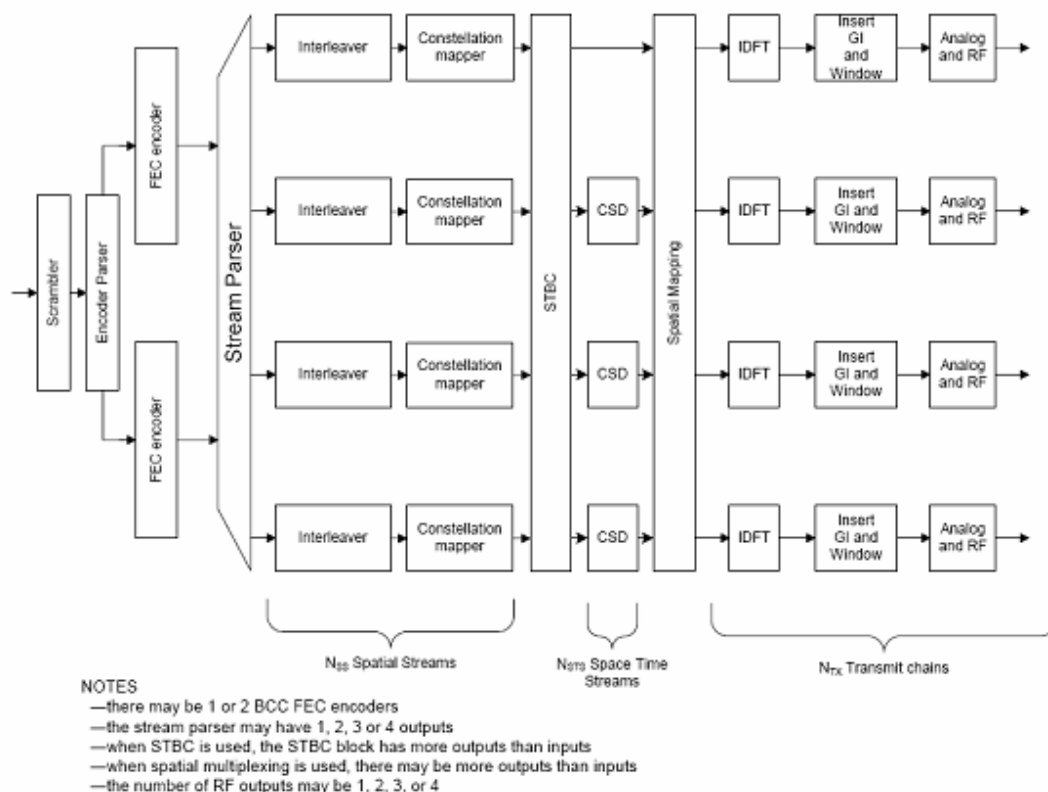 Scrambler
Encoder Parser
FEC encoder
FEC encoder
Stream Parser
Interleaver
Constellation
mapper
Interleaver
Constellation
mapper
Interleaver
Constellation
mapper
Interleaver
Constellation
mapper
STBC
CSD
CSD
CSD
Spatial Mapping
IDFT
Insert
GI
and
Window
Analog
and RF
IDFT
Insert
GI and
Window
Analog
and RF
IDFT
Insert
GI and
Window
Analog
and RF
IDFT
Insert
GI and
Window
Analog
and RF
NSS Spatial Streams
NSTS Space Time
Streams
NTX Transmit chains
NOTES
—there may be 1 or 2 BCC FEC encoders
—the stream parser may have 1, 2, 3 or 4 outputs
—when STBC is used, the STBC block has more outputs than inputs
—when spatial multiplexing is used, there may be more outputs than inputs
—the number of RF outputs may be 1, 2, 3, or 4